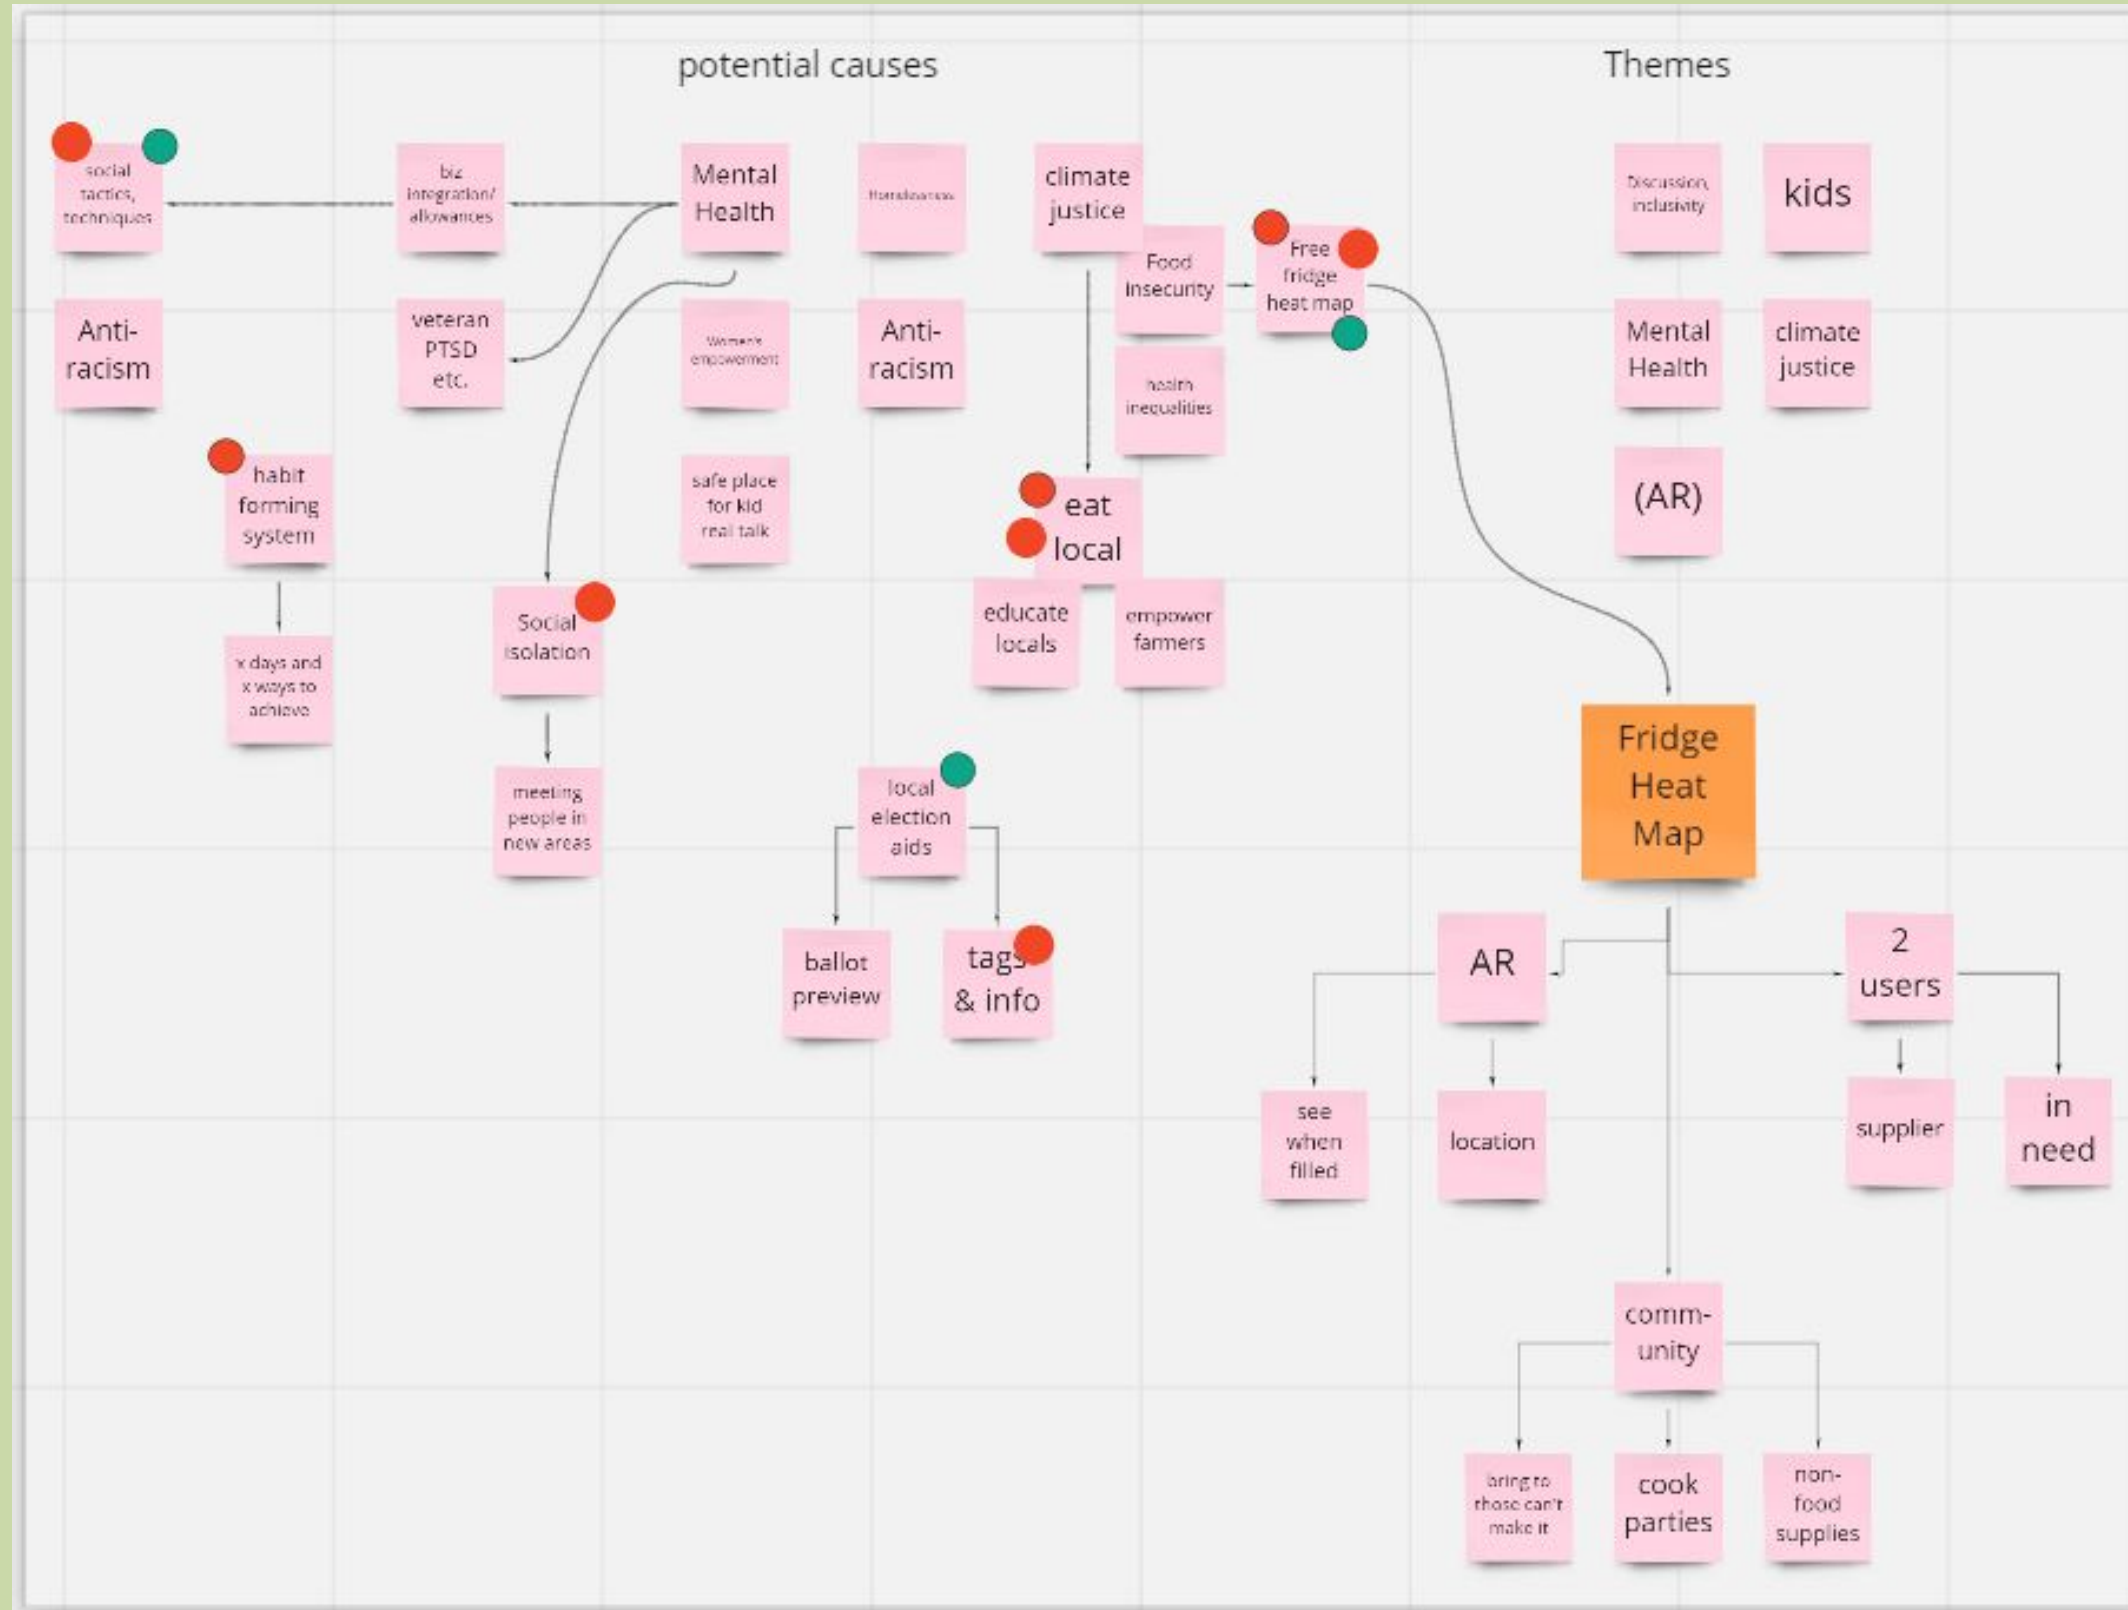 potential causes
Themes
social
tactics,
techniques
biz
integration/
allowances
Mental
Health
Homelessness
climate
justice
Food
insecurity
Free
fridge
heat map
Discussion,
inclusivity
kids
Anti-
racism
veteran
PTSD
etc.
Women's
empowerment
Anti-
racism
health
inequalities
Mental
Health
climate
justice
habit
forming
system
safe place
for kid
real talk
eat
local
(AR)
x days and
x ways to
achieve
Social
isolation
educate
locals
empower
farmers
meeting
people in
new areas
local
election
aids
Fridge
Heat
Map
ballot
preview
tags
& info
AR
2
users
see
when
filled
location
supplier
in
need
comm-
unity
bring to
those can't
make it
cook
parties
non-
food
supplies